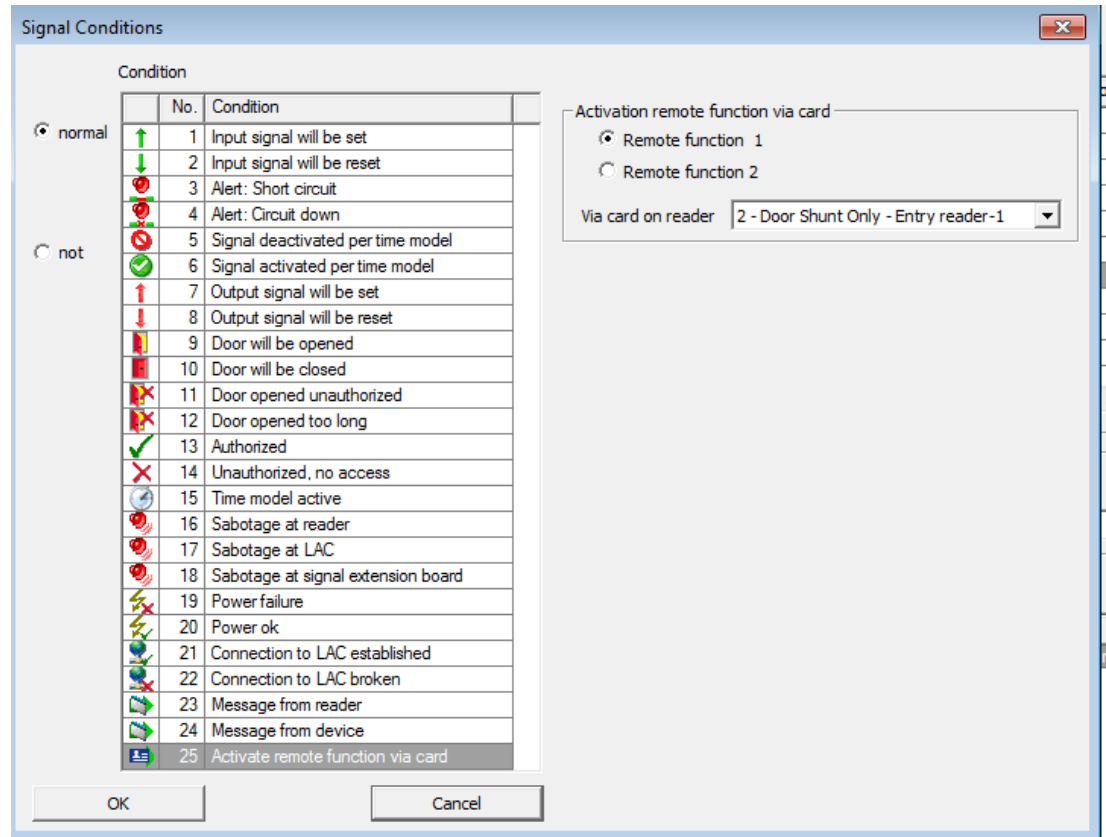 Signal Conditions
Condition
normal
not
No. Condition
1 Input signal will be set
2 Input signal will be reset
3 Alert: Short circuit
4 Alert: Circuit down
5 Signal deactivated per time model
6 Signal activated per time model
7 Output signal will be set
8 Output signal will be reset
9 Door will be opened
10 Door will be closed
11 Door opened unauthorized
12 Door opened too long
13 Authorized
14 Unauthorized, no access
15 Time model active
16 Sabotage at reader
17 Sabotage at LAC
18 Sabotage at signal extension board
19 Power failure
20 Power ok
21 Connection to LAC established
22 Connection to LAC broken
23 Message from reader
24 Message from device
25 Activate remote function via card
Activation remote function via card
Remote function 1
Remote function 2
Via card on reader 2 - Door Shunt Only - Entry reader-1
OK Cancel